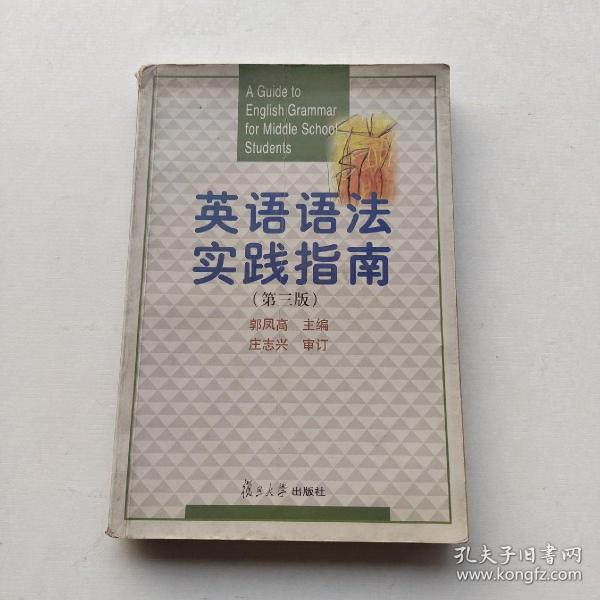 A Guide to
English Grammar
for Middle School
Students
英语语法
实践指南
(第三版)
郭凤高 主编
庄志兴 审订
復旦大学出版社
孔夫子旧书网
www.kongfz.com